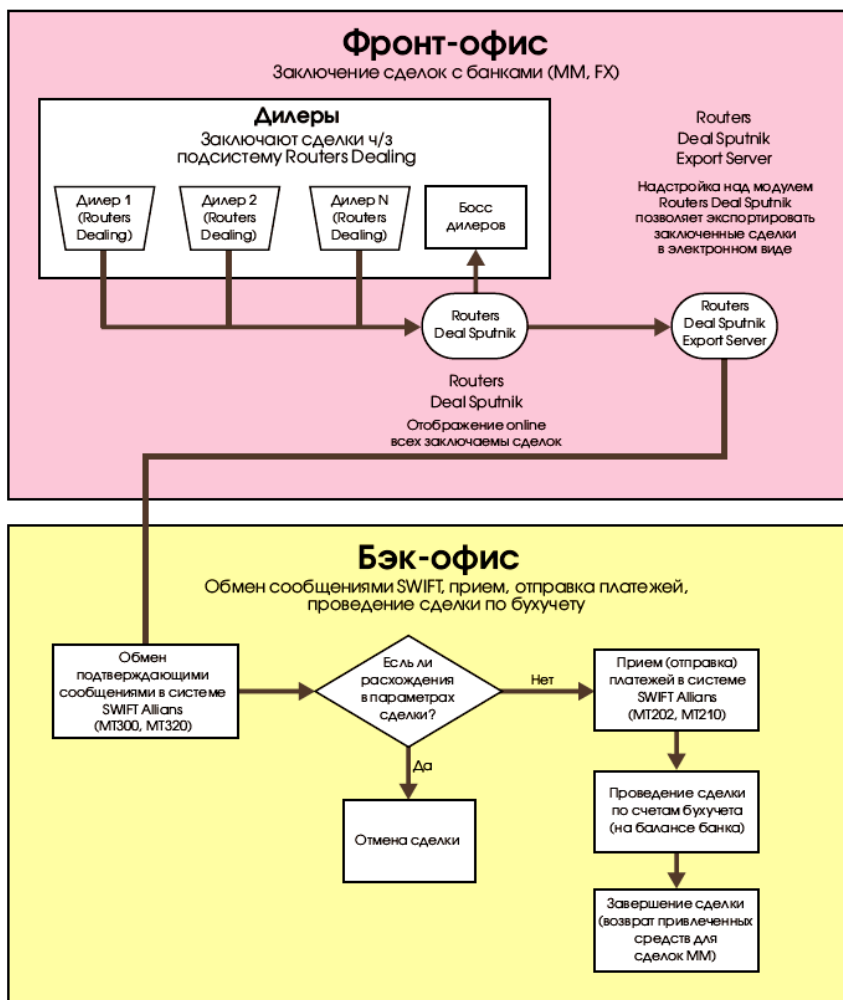 Фронт-офис
Заключение сделок с банками (MM, FX)
Дилеры
Заключают сделки ч/з
подсистему Routers Dealing
Дилер 1
(Routers
Dealing)
Дилер 2
(Routers
Dealing)
Дилер N
(Routers
Dealing)
Босс
дилеров
Routers
Deal Sputnik
Export Server
Надстройка над модулем
Routers Deal Sputnik
позволяет экспортировать
заключенные сделки
в электронном виде
Routers
Deal Sputnik
Routers
Deal Sputnik
Export Server
Routers
Deal Sputnik
Отображение online
всех заключаемы сделок
Бэк-офис
Обмен сообщениями SWIFT, прием, отправка платежей,
проведение сделки по бухучету
Обмен
подтверждающими
сообщениями в системе
SWIFT Allians
(MT300, MT320)
Если ли
расхождения
в параметрах
сделки?
Нет
Прием (отправка)
платежей в системе
SWIFT Allians
(MT202, MT210)
Да
Отмена сделки
Проведение сделки
по счетам бухучета
(на балансе банка)
Завершение сделки
(возврат привлеченных
средств для
сделок MM)